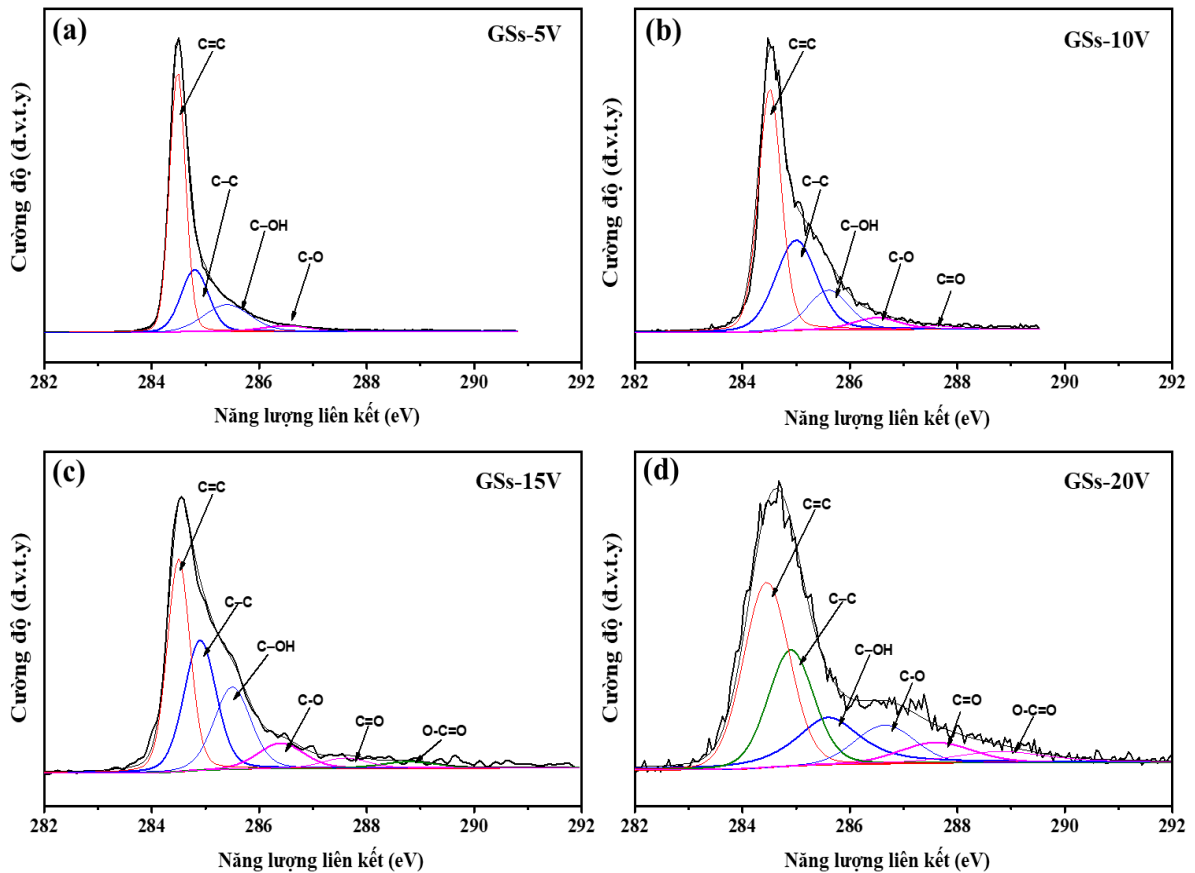 (a)
GSs-5V
C=C
C–C
C–OH
C-O
Cường độ (đ.v.t.y)
282 284 286 288 290 292
Năng lượng liên kết (eV)
(b)
GSs-10V
C=C
C–C
C–OH
C-O
C=O
Cường độ (đ.v.t.y)
282 284 286 288 290 292
Năng lượng liên kết (eV)
(c)
GSs-15V
C=C
C–C
C–OH
C-O
C=O
O-C=O
Cường độ (đ.v.t.y)
282 284 286 288 290 292
Năng lượng liên kết (eV)
(d)
GSs-20V
C=C
C–C
C–OH
C-O
C=O
O-C=O
Cường độ (đ.v.t.y)
282 284 286 288 290 292
Năng lượng liên kết (eV)